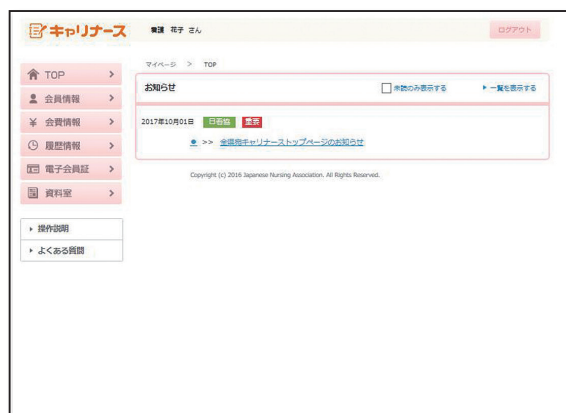 キャリナース
看護 花子 さん
ログアウト
マイページ > TOP
TOP
会員情報
会費情報
履歴情報
電子会員証
資料室
操作説明
よくある質問
お知らせ
未読のみ表示する
一覧を表示する
2017年10月01日 日看協 重要
>> 全県樹キャリナーストップページのお知らせ
Copyright (c) 2016 Japanese Nursing Association. All Rights Reserved.